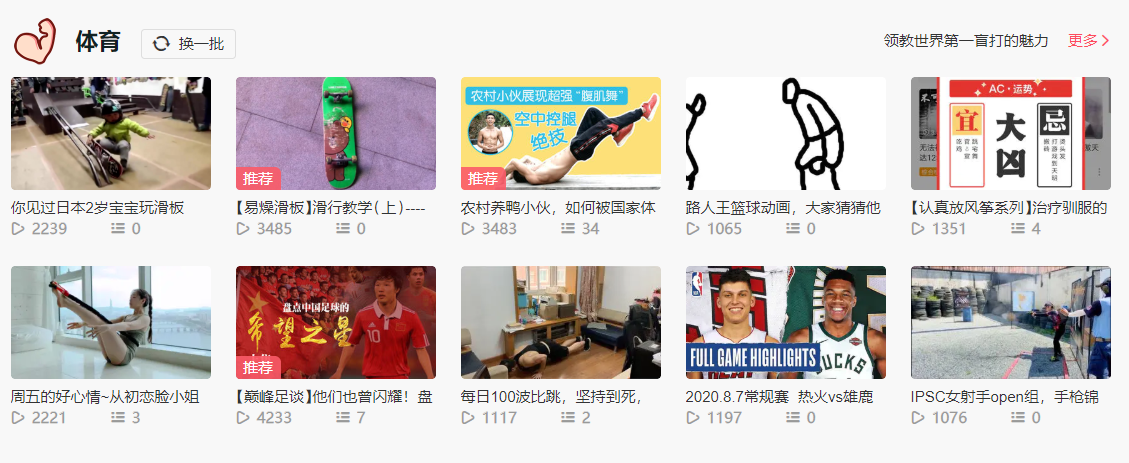 体育
换一批
领教世界第一盲打的魅力
更多
推荐
农村小伙展现超强“腹肌舞”
空中控腿
绝技
推荐
AC·运势
宜
大
凶
忌
你见过日本2岁宝宝玩滑板
2239
0
【易燥滑板】滑行教学(上)----
3485
0
农村养鸭小伙，如何被国家体
3483
34
路人王篮球动画，大家猜猜他
1065
0
【认真放风筝系列】治疗驯服的
1351
4
盘点中国足球的
希望之星
10
推荐
FULL GAME HIGHLIGHTS
BUCKS
周五的好心情~从初恋脸小姐
2221
3
【巅峰足谈】他们也曾闪耀！盘
4233
7
每日100波比跳，坚持到死，
1117
2
2020.8.7常规赛 热火vs雄鹿
1197
0
IPSC女射手open组，手枪锦
1076
0